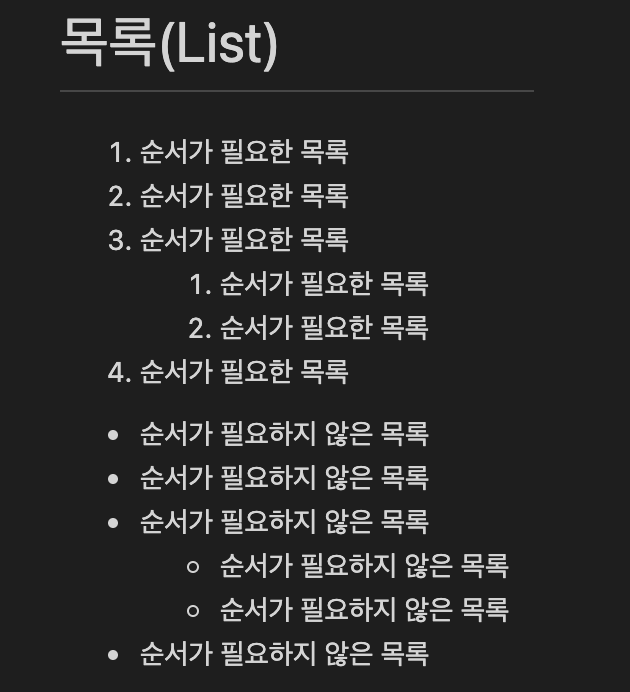 목록(List)
1. 순서가 필요한 목록
2. 순서가 필요한 목록
3. 순서가 필요한 목록
1. 순서가 필요한 목록
2. 순서가 필요한 목록
4. 순서가 필요한 목록
• 순서가 필요하지 않은 목록
• 순서가 필요하지 않은 목록
• 순서가 필요하지 않은 목록
◦ 순서가 필요하지 않은 목록
◦ 순서가 필요하지 않은 목록
• 순서가 필요하지 않은 목록